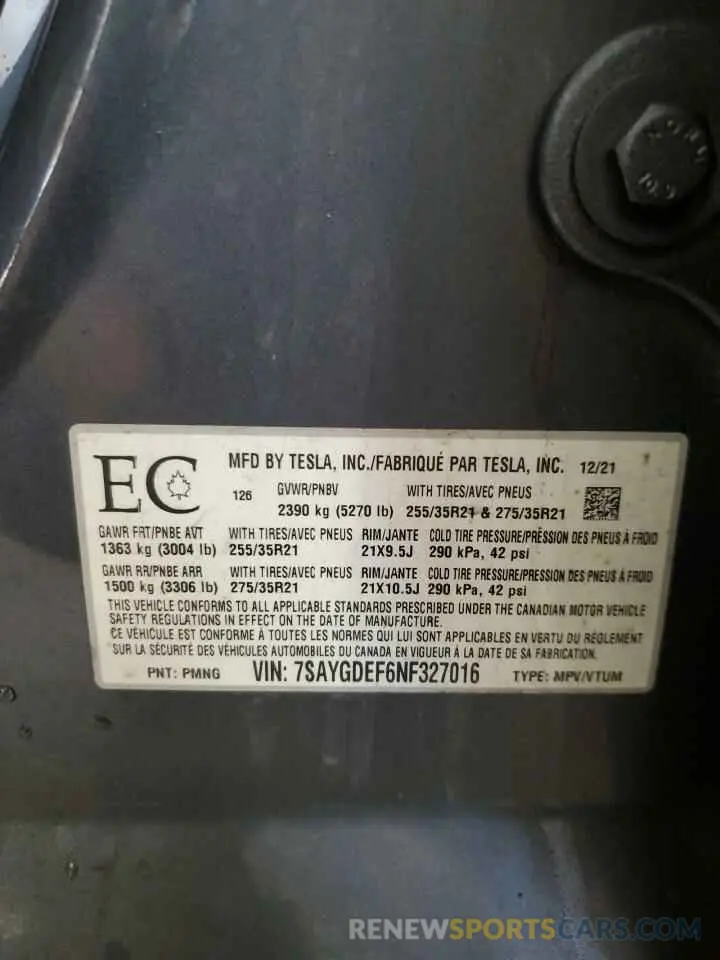 EC
MFD BY TESLA, INC./FABRIQUÉ PAR TESLA, INC. 12/21
126 GVWR/PNBV WITH TIRES/AVEC PNEUS
2390 kg (5270 lb) 255/35R21 & 275/35R21
GAWR FRT/PNBE AVT WITH TIRES/AVEC PNEUS RIM/JANTE COLD TIRE PRESSURE/PRESSION DES PNEUS À FROID
1363 kg (3004 lb) 255/35R21 21X9.5J 290 kPa, 42 psi
GAWR RR/PNBE ARR WITH TIRES/AVEC PNEUS RIM/JANTE COLD TIRE PRESSURE/PRESSION DES PNEUS À FROID
1500 kg (3306 lb) 275/35R21 21X10.5J 290 kPa, 42 psi
THIS VEHICLE CONFORMS TO ALL APPLICABLE STANDARDS PRESCRIBED UNDER THE CANADIAN MOTOR VEHICLE
SAFETY REGULATIONS IN EFFECT ON THE DATE OF MANUFACTURE.
CE VÉHICULE EST CONFORME À TOUTES LES NORMES QUI LUI SONT APPLICABLES EN VERTU DU RÈGLEMENT
SUR LA SÉCURITÉ DES VÉHICULES AUTOMOBILES DU CANADA EN VIGUEUR À LA DATE DE SA FABRICATION.
PNT: PMNG VIN: 7SAYGDEF6NF327016 TYPE: MPV/VTUM
RENEWSPORTSCARS.COM